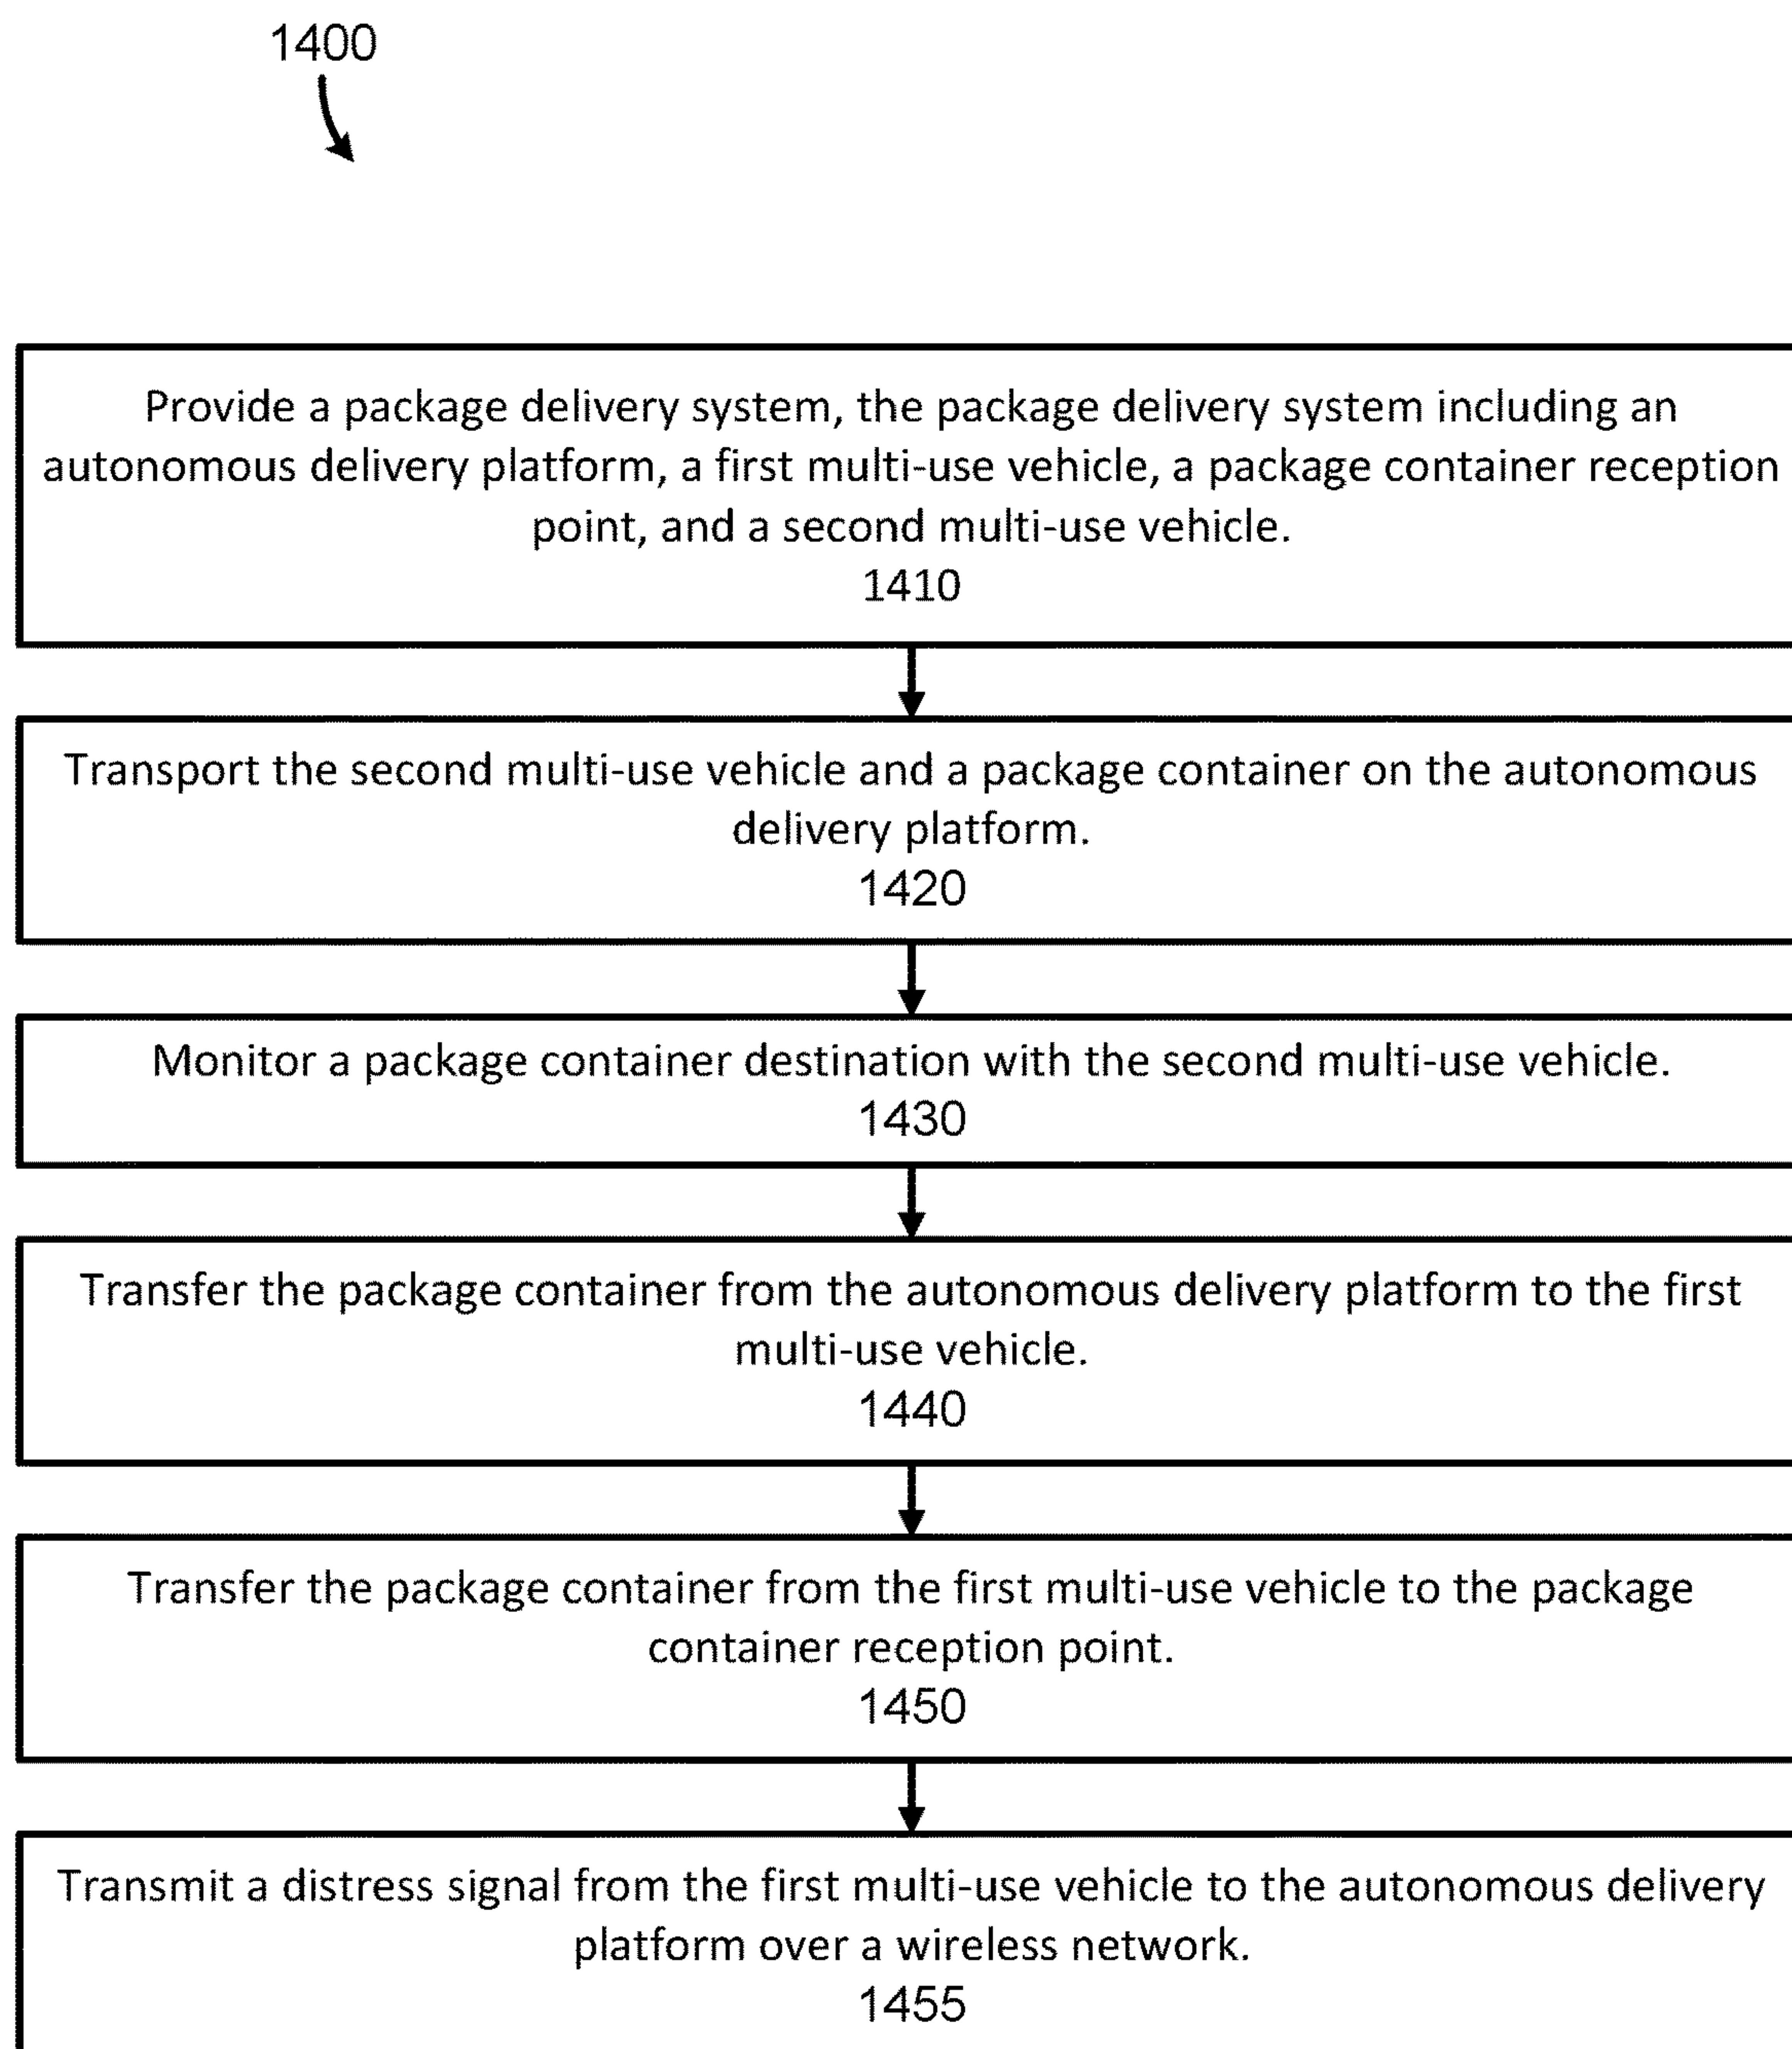 1400
Provide a package delivery system, the package delivery system including an
autonomous delivery platform, a first multi-use vehicle, a package container reception
point, and a second multi-use vehicle.
1410
Transport the second multi-use vehicle and a package container on the autonomous
delivery platform.
1420
Monitor a package container destination with the second multi-use vehicle.
1430
Transfer the package container from the autonomous delivery platform to the first
multi-use vehicle.
1440
Transfer the package container from the first multi-use vehicle to the package
container reception point.
1450
Transmit a distress signal from the first multi-use vehicle to the autonomous delivery
platform over a wireless network.
1455